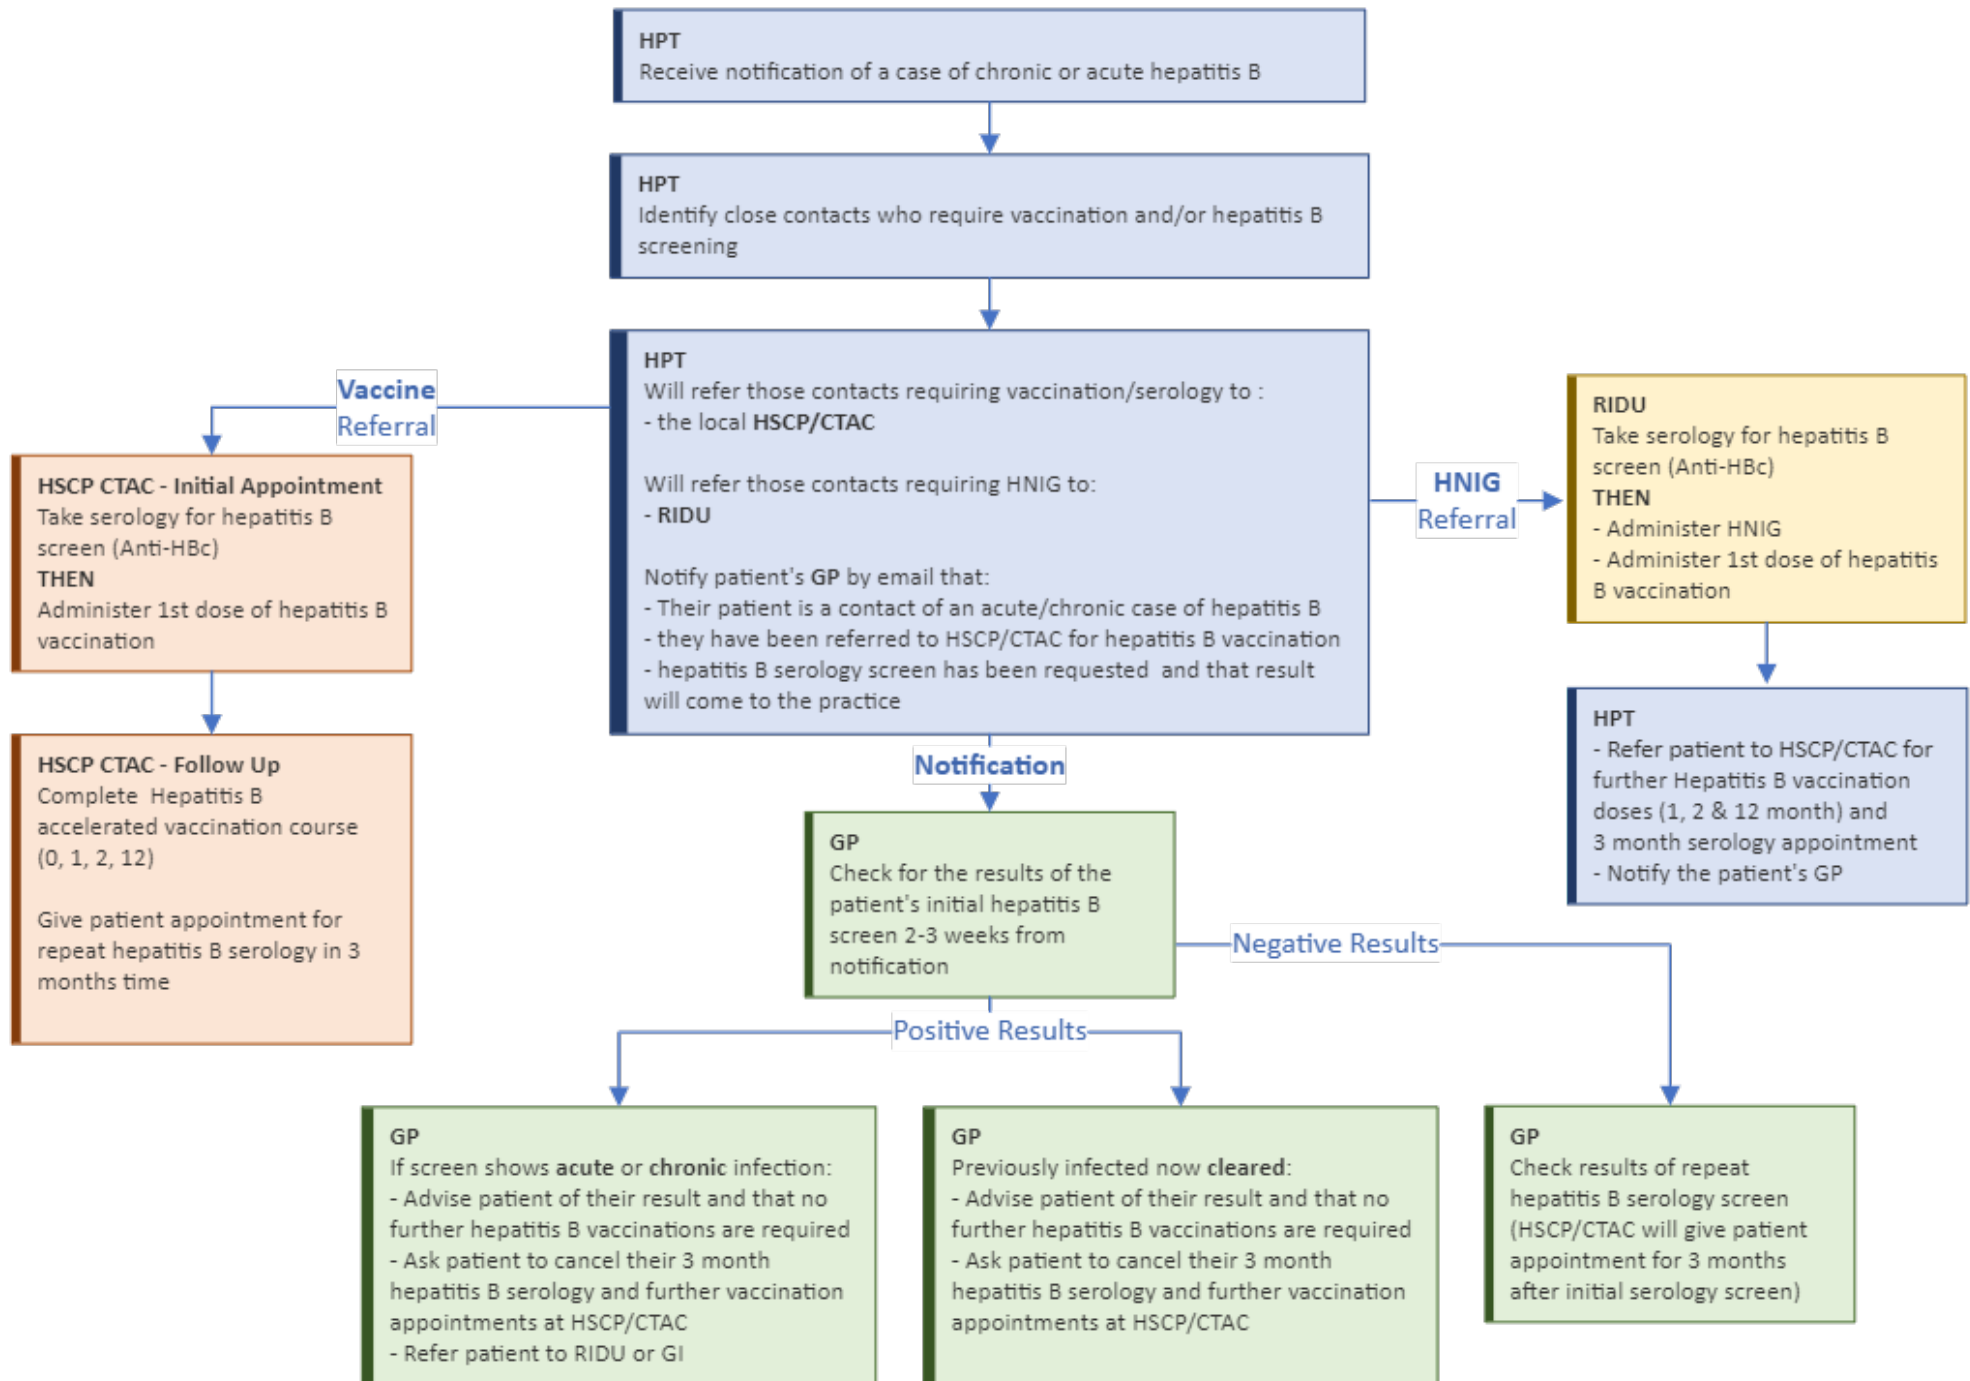 HPT
Receive notification of a case of chronic or acute hepatitis B
HPT
Identify close contacts who require vaccination and/or hepatitis B
screening
HPT
Will refer those contacts requiring vaccination/serology to :
- the local HSCP/CTAC
Will refer those contacts requiring HNIG to:
- RIDU
Notify patient's GP by email that:
- Their patient is a contact of an acute/chronic case of hepatitis B
- they have been referred to HSCP/CTAC for hepatitis B vaccination
- hepatitis B serology screen has been requested and that result
will come to the practice
Vaccine
Referral
HSCP CTAC - Initial Appointment
Take serology for hepatitis B
screen (Anti-HBc)
THEN
Administer 1st dose of hepatitis B
vaccination
HSCP CTAC - Follow Up
Complete Hepatitis B
accelerated vaccination course
(0, 1, 2, 12)
Give patient appointment for
repeat hepatitis B serology in 3
months time
HNIG
Referral
RIDU
Take serology for hepatitis B
screen (Anti-HBc)
THEN
- Administer HNIG
- Administer 1st dose of hepatitis
B vaccination
HPT
- Refer patient to HSCP/CTAC for
further Hepatitis B vaccination
doses (1, 2 & 12 month) and
3 month serology appointment
- Notify the patient's GP
Notification
GP
Check for the results of the
patient's initial hepatitis B
screen 2-3 weeks from
notification
Negative Results
Positive Results
GP
If screen shows acute or chronic infection:
- Advise patient of their result and that no
further hepatitis B vaccinations are required
- Ask patient to cancel their 3 month
hepatitis B serology and further vaccination
appointments at HSCP/CTAC
- Refer patient to RIDU or GI
GP
Previously infected now cleared:
- Advise patient of their result and that no
further hepatitis B vaccinations are required
- Ask patient to cancel their 3 month
hepatitis B serology and further vaccination
appointments at HSCP/CTAC
GP
Check results of repeat
hepatitis B serology screen
(HSCP/CTAC will give patient
appointment for 3 months
after initial serology screen)